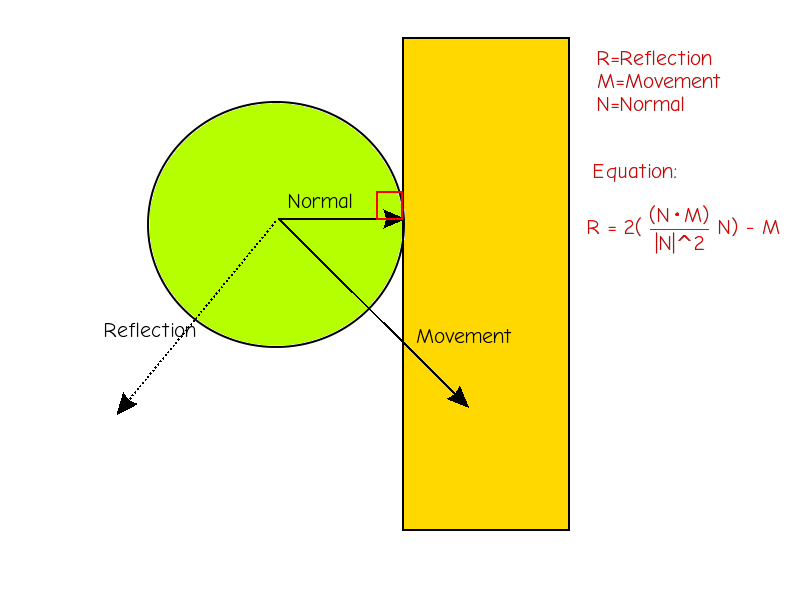 R=Reflection
M=Movement
N=Normal
Equation:
Normal
(N•M)
R = 2( N) - M
|N|^2
Reflection
Movement